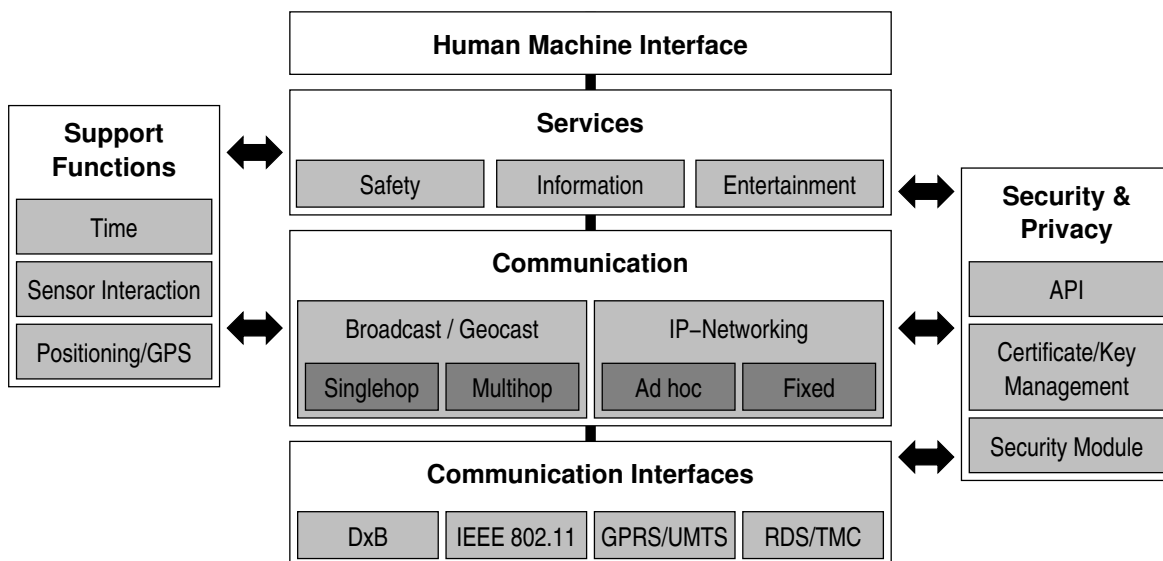 Human Machine Interface
Support
Functions
Time
Sensor Interaction
Positioning/GPS
Services
Safety
Information
Entertainment
Communication
Broadcast / Geocast
Singlehop
Multihop
IP–Networking
Ad hoc
Fixed
Communication Interfaces
DxB
IEEE 802.11
GPRS/UMTS
RDS/TMC
Security &
Privacy
API
Certificate/Key
Management
Security Module